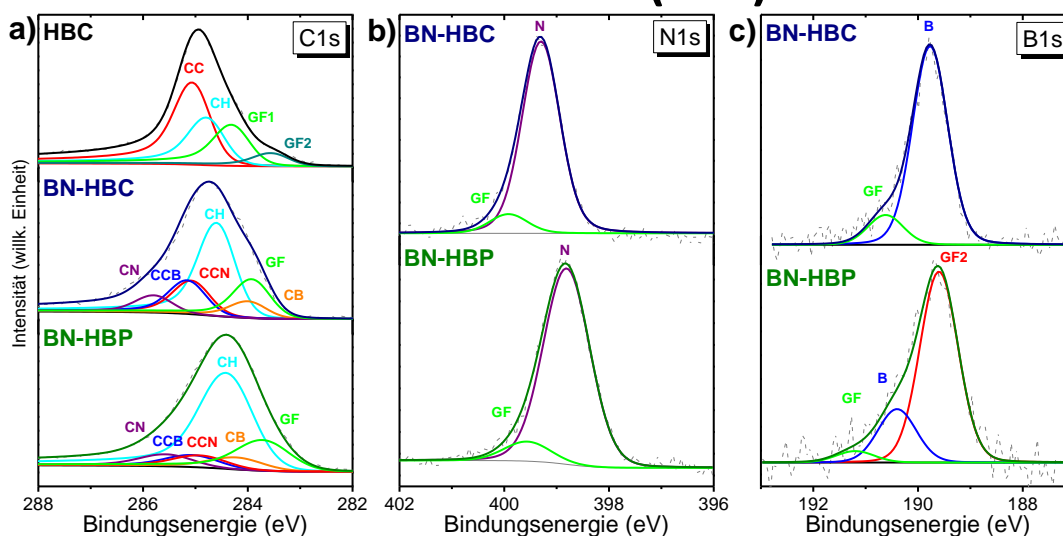 a)
HBC
C1s
CC
CH
GF1
GF2
BN-HBC
CH
CN
CCB
CCN
GF
CB
BN-HBP
CH
CN
CCB
CCN
CB
GF
288 286 284 282
Bindungsenergie (eV)
Intensität (willk. Einheit)
b)
BN-HBC
N
N1s
GF
BN-HBP
N
GF
402 400 398 396
Bindungsenergie (eV)
c)
BN-HBC
B
B1s
GF
BN-HBP
GF2
B
GF
192 190 188
Bindungsenergie (eV)